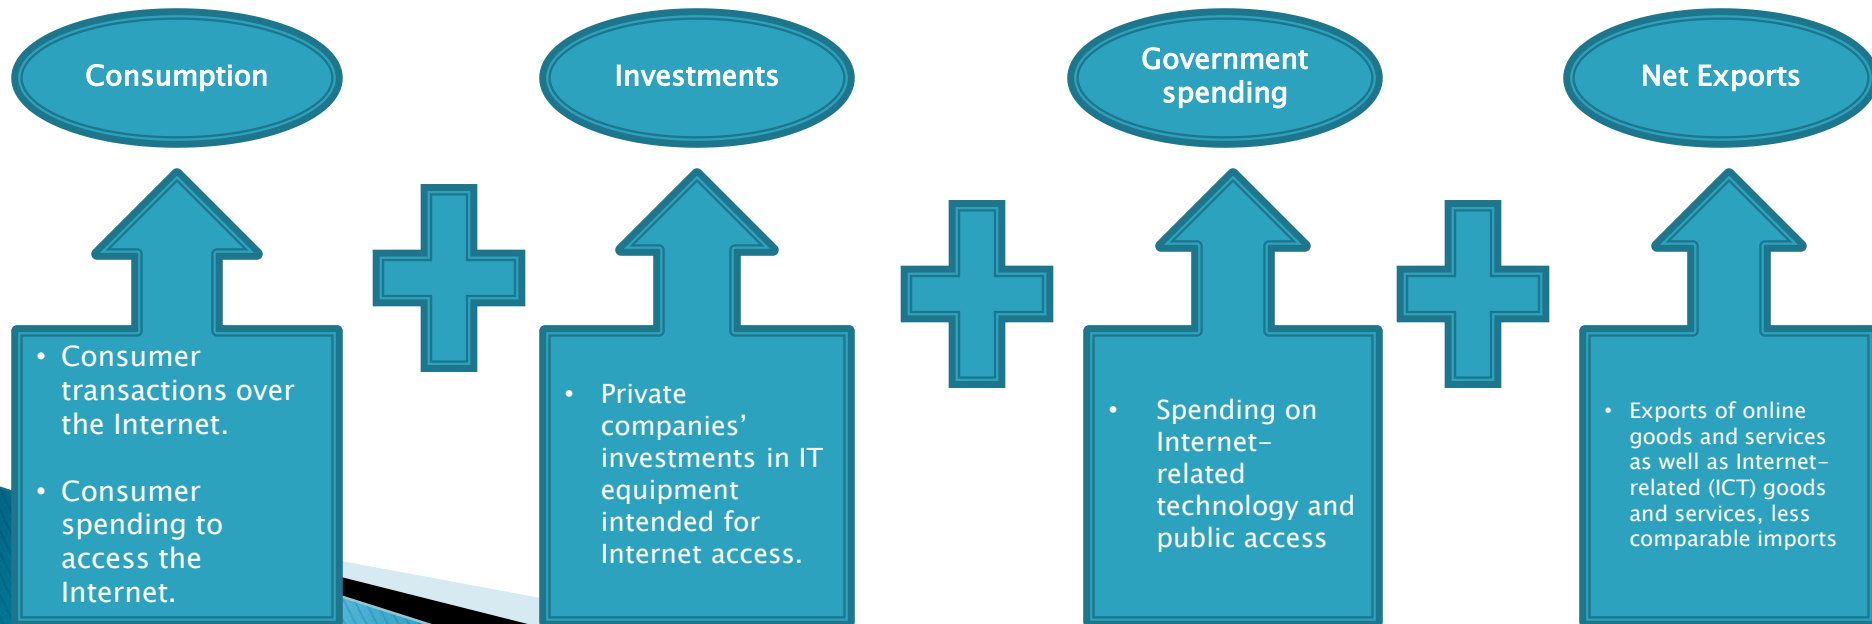 Consumption
Investments
Government
spending
Net Exports
• Consumer
transactions over
the Internet.
• Consumer
spending to
access the
Internet.
• Private
companies’
investments in IT
equipment
intended for
Internet access.
• Spending on
Internet-
related
technology and
public access
• Exports of online
goods and services
as well as Internet-
related (ICT) goods
and services, less
comparable imports